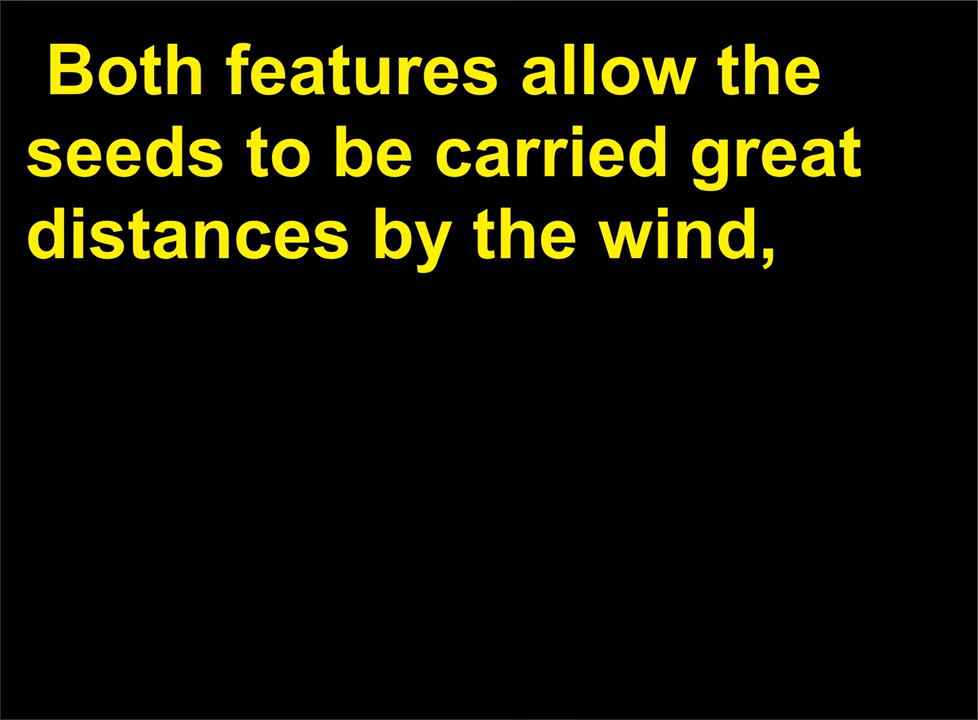 Both features allow the
seeds to be carried great
distances by the wind,